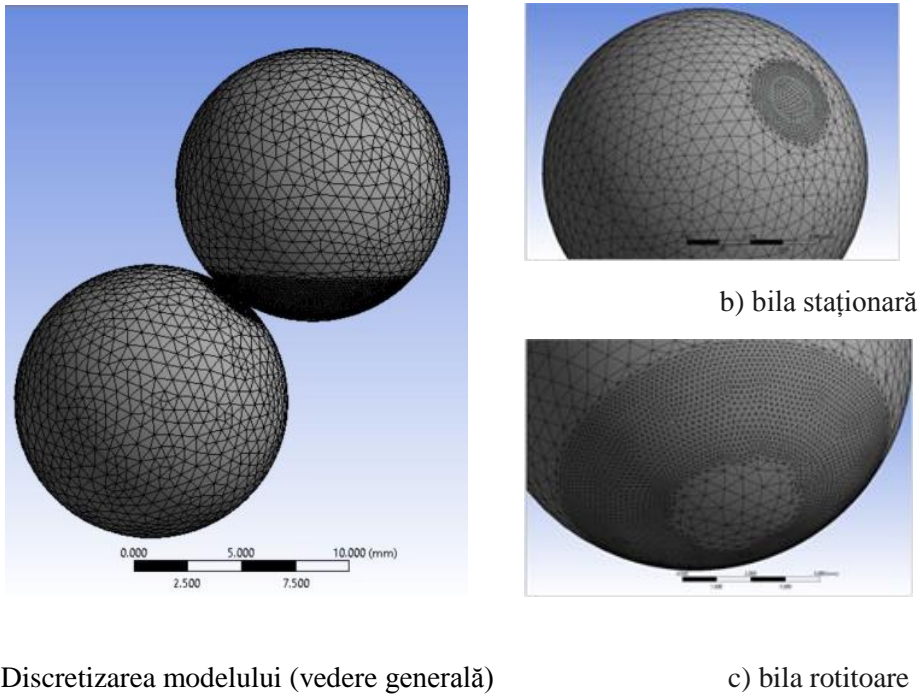 b) bila staționară
0.000 5.000 10.000 (mm)
2.500 7.500
Discretizarea modelului (vedere generală)
c) bila rotitoare